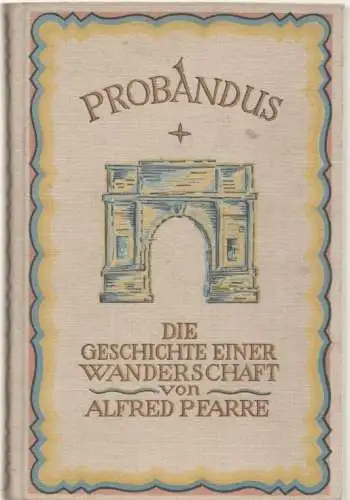 PROBANDUS
DIE
GESCHICHTE EINER
WANDERSCHAFT
von
ALFRED PEARRE